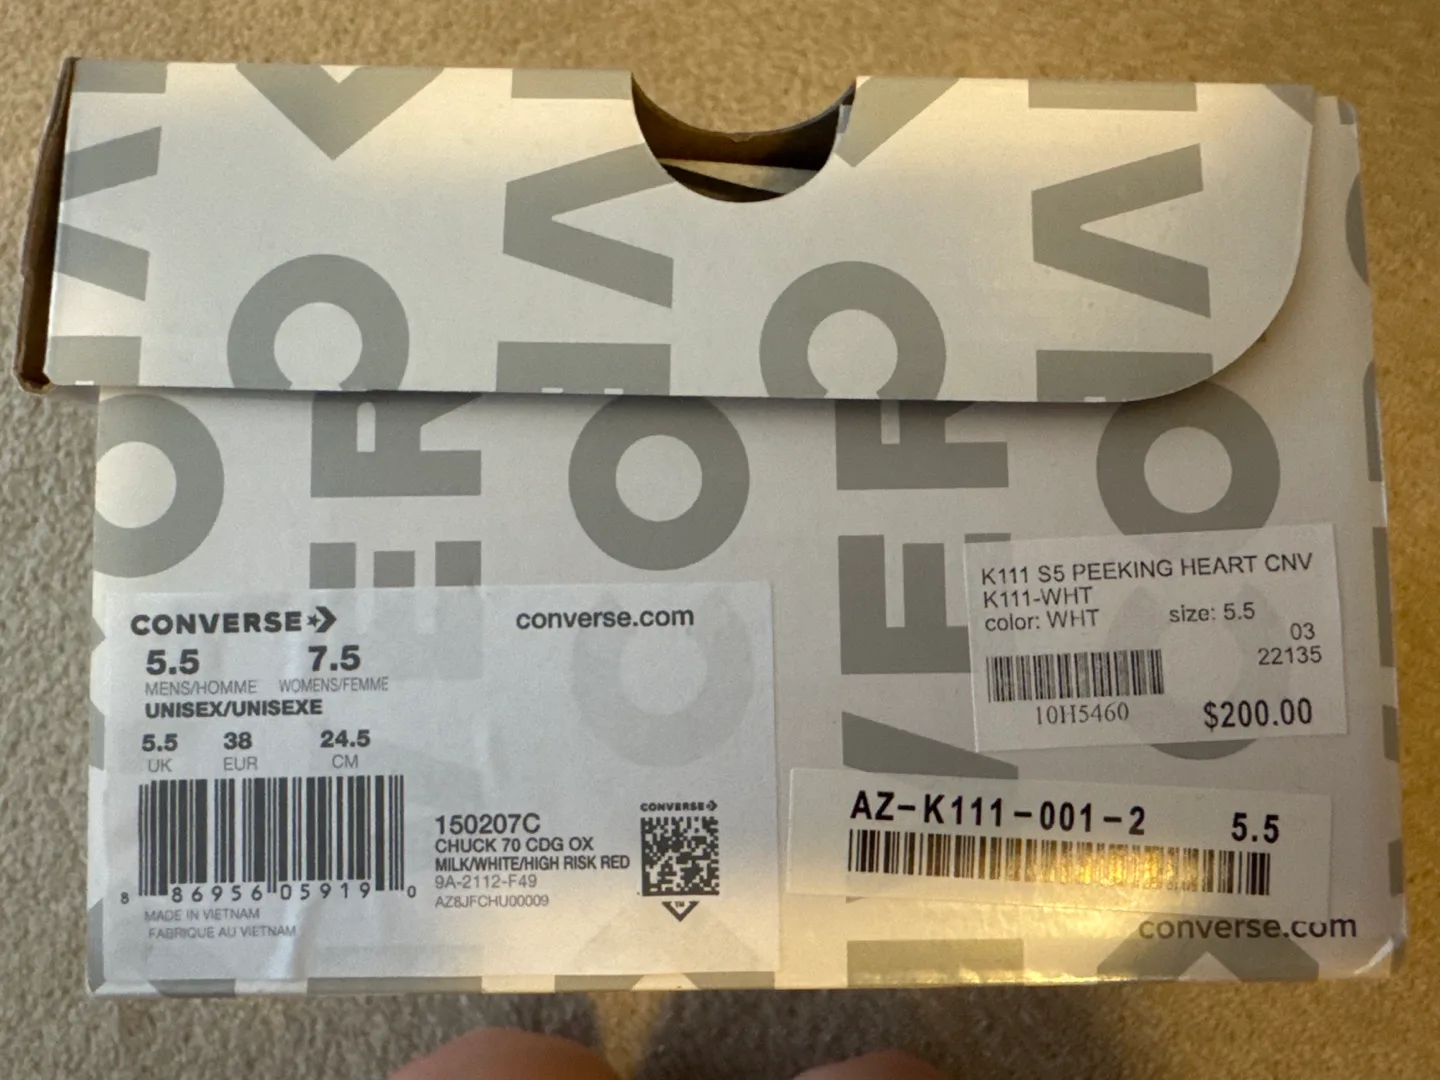 CONVERSE
converse.com
5.5 7.5
MENS/HOMME WOMENS/FEMME
UNISEX/UNISEXE
5.5 38 24.5
UK EUR CM
8 86956 05919 0
MADE IN VIETNAM
FABRIQUE AU VIETNAM
150207C
CHUCK 70 CDG OX
MILK/WHITE/HIGH RISK RED
9A-2112-F49
AZ8JFCHU00009
CONVERSE
TM
K111 S5 PEEKING HEART CNV
K111-WHT
color: WHT size: 5.5
03
22135
10H5460
$200.00
AZ-K111-001-2 5.5
converse.com